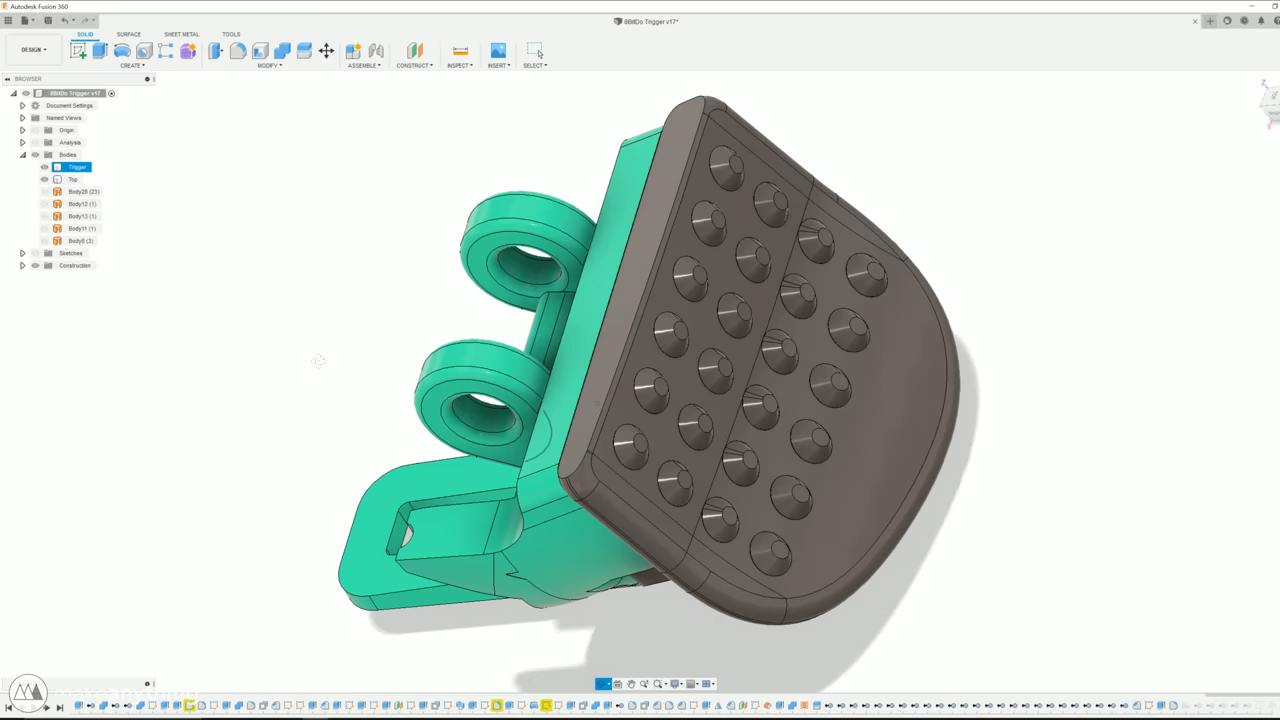 Autodesk Fusion 360
8BitDo Trigger v17*
DESIGN
SOLID SURFACE SHEET METAL TOOLS
CREATE MODIFY ASSEMBLE CONSTRUCT INSPECT INSERT SELECT
BROWSER
8BitDo Trigger v17
Document Settings
Named Views
Origin
Analysis
Bodies
Trigger
Top
Body28 (23)
Body12 (1)
Body13 (1)
Body11 (1)
Body8 (3)
Sketches
Construction
Z
X